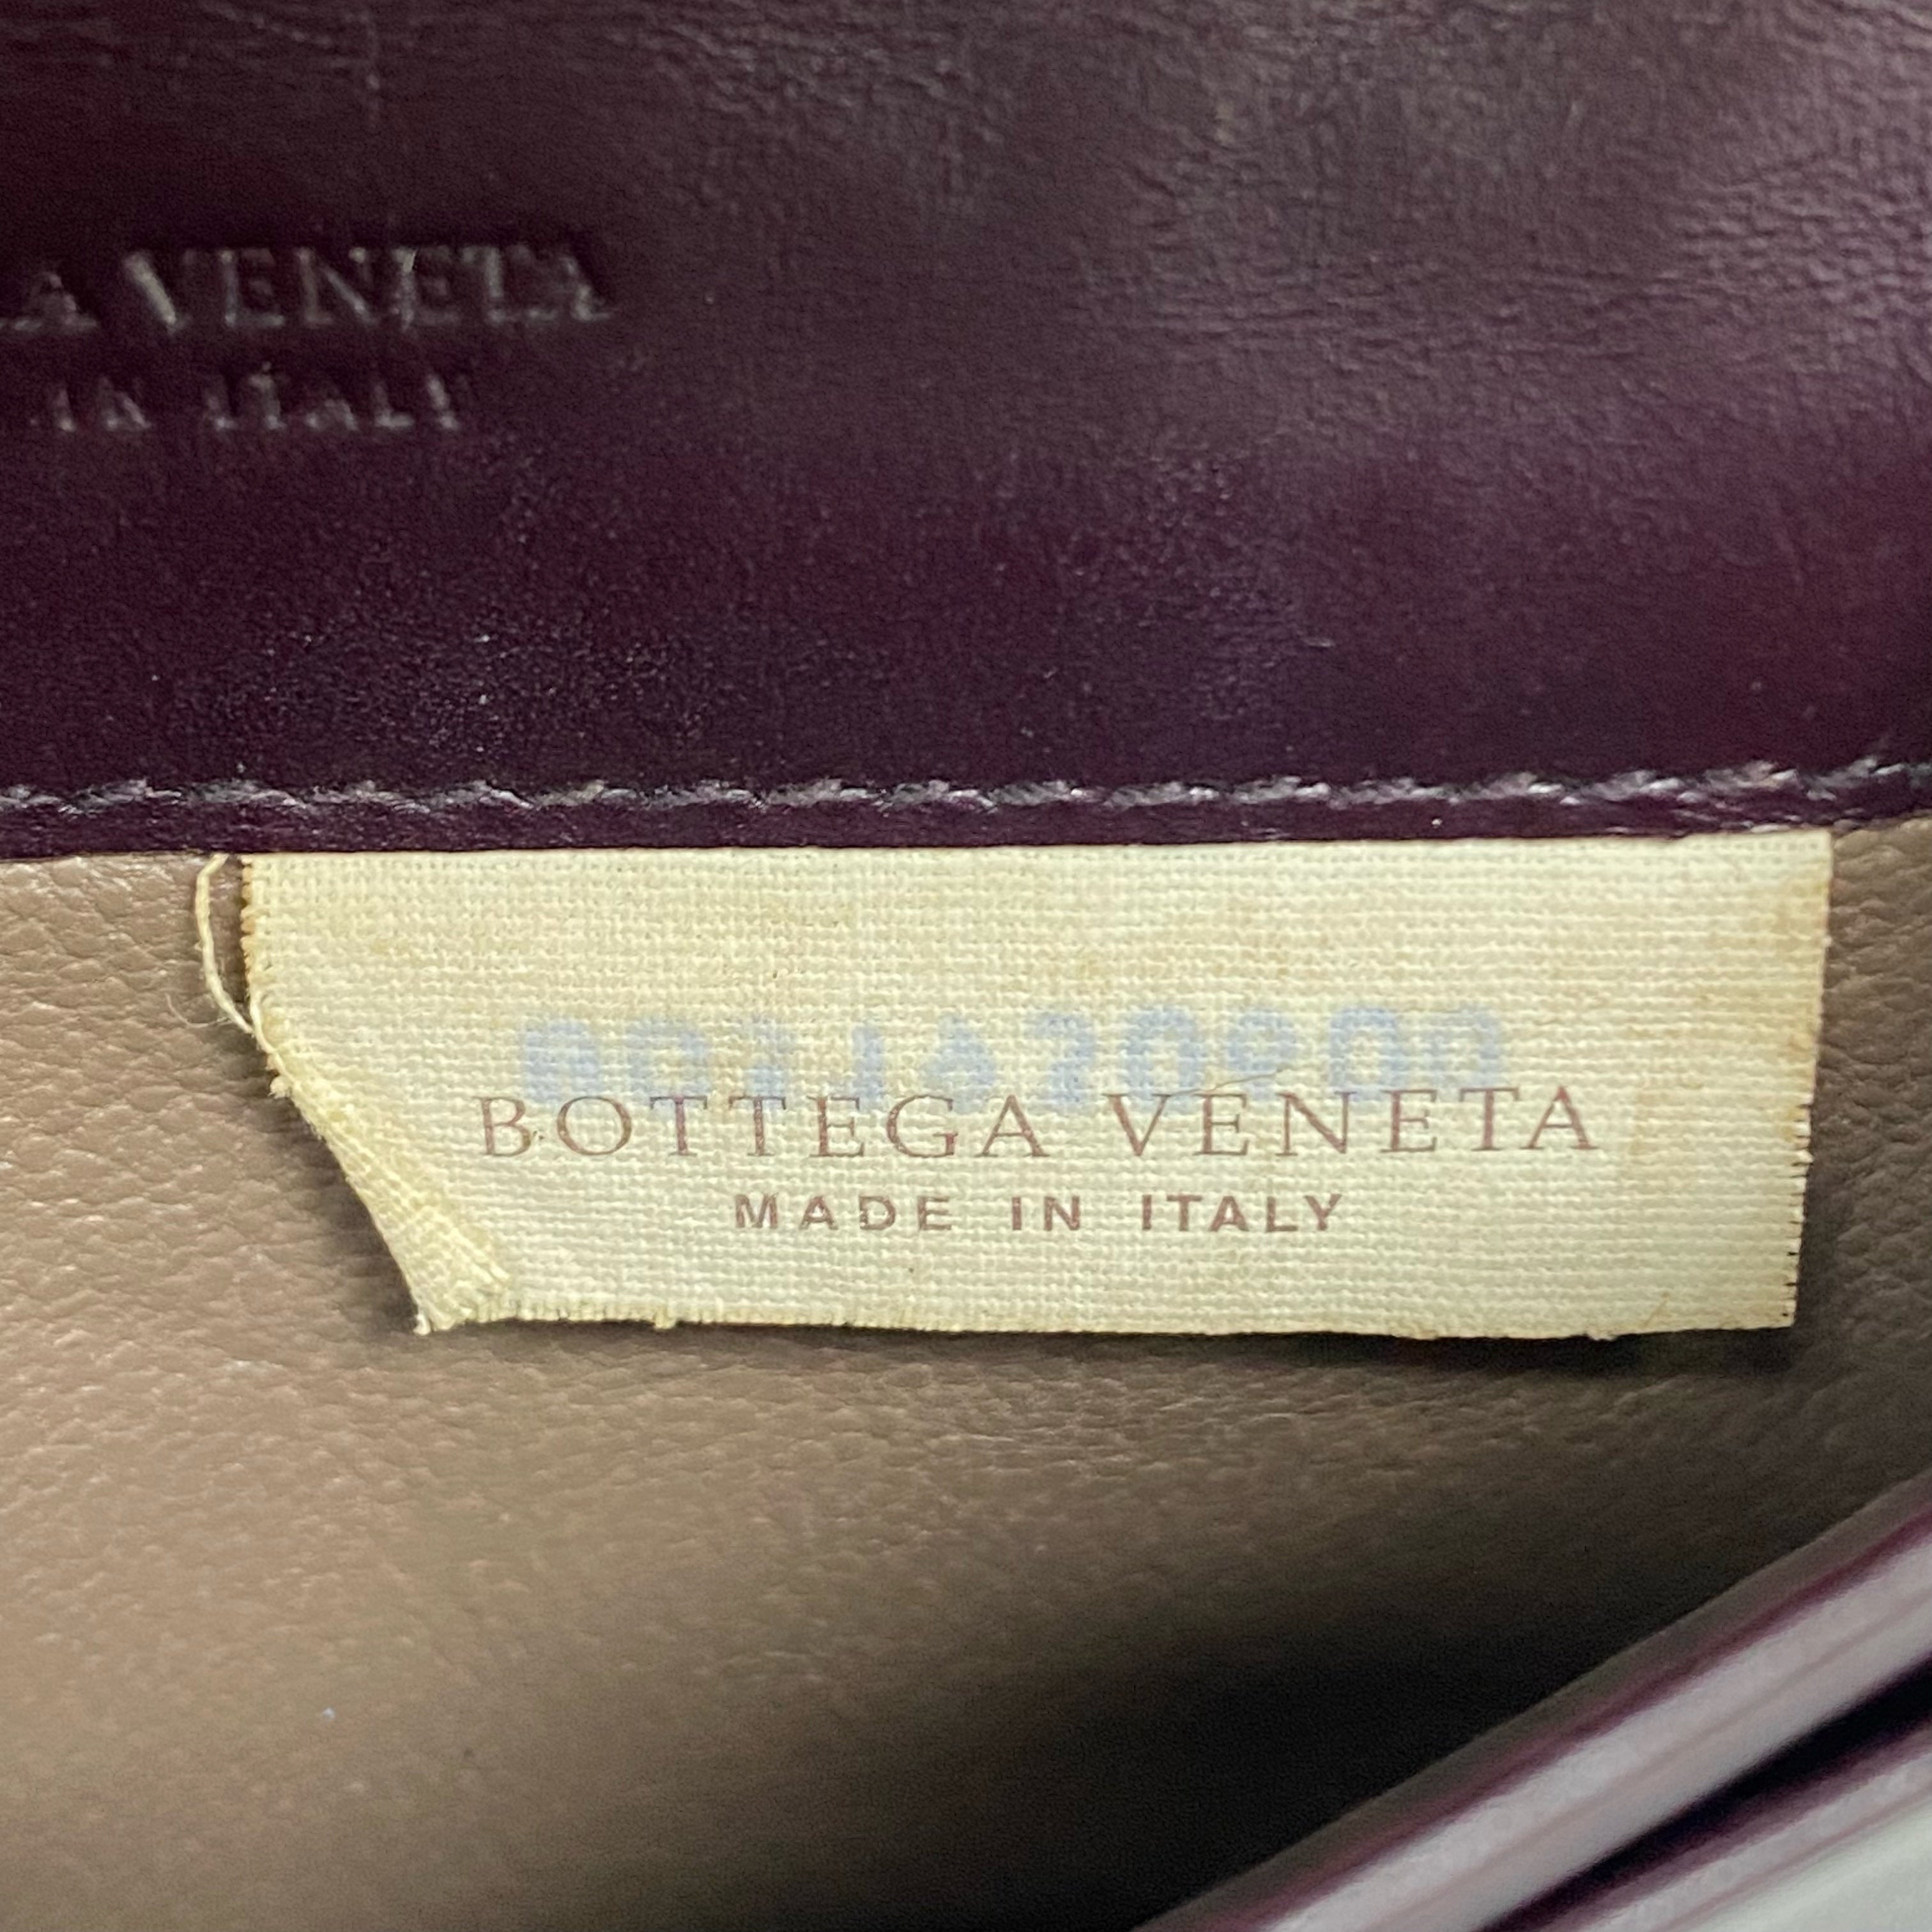 A VENETA
IN ITALY
BOTTEGA VENETA
MADE IN ITALY